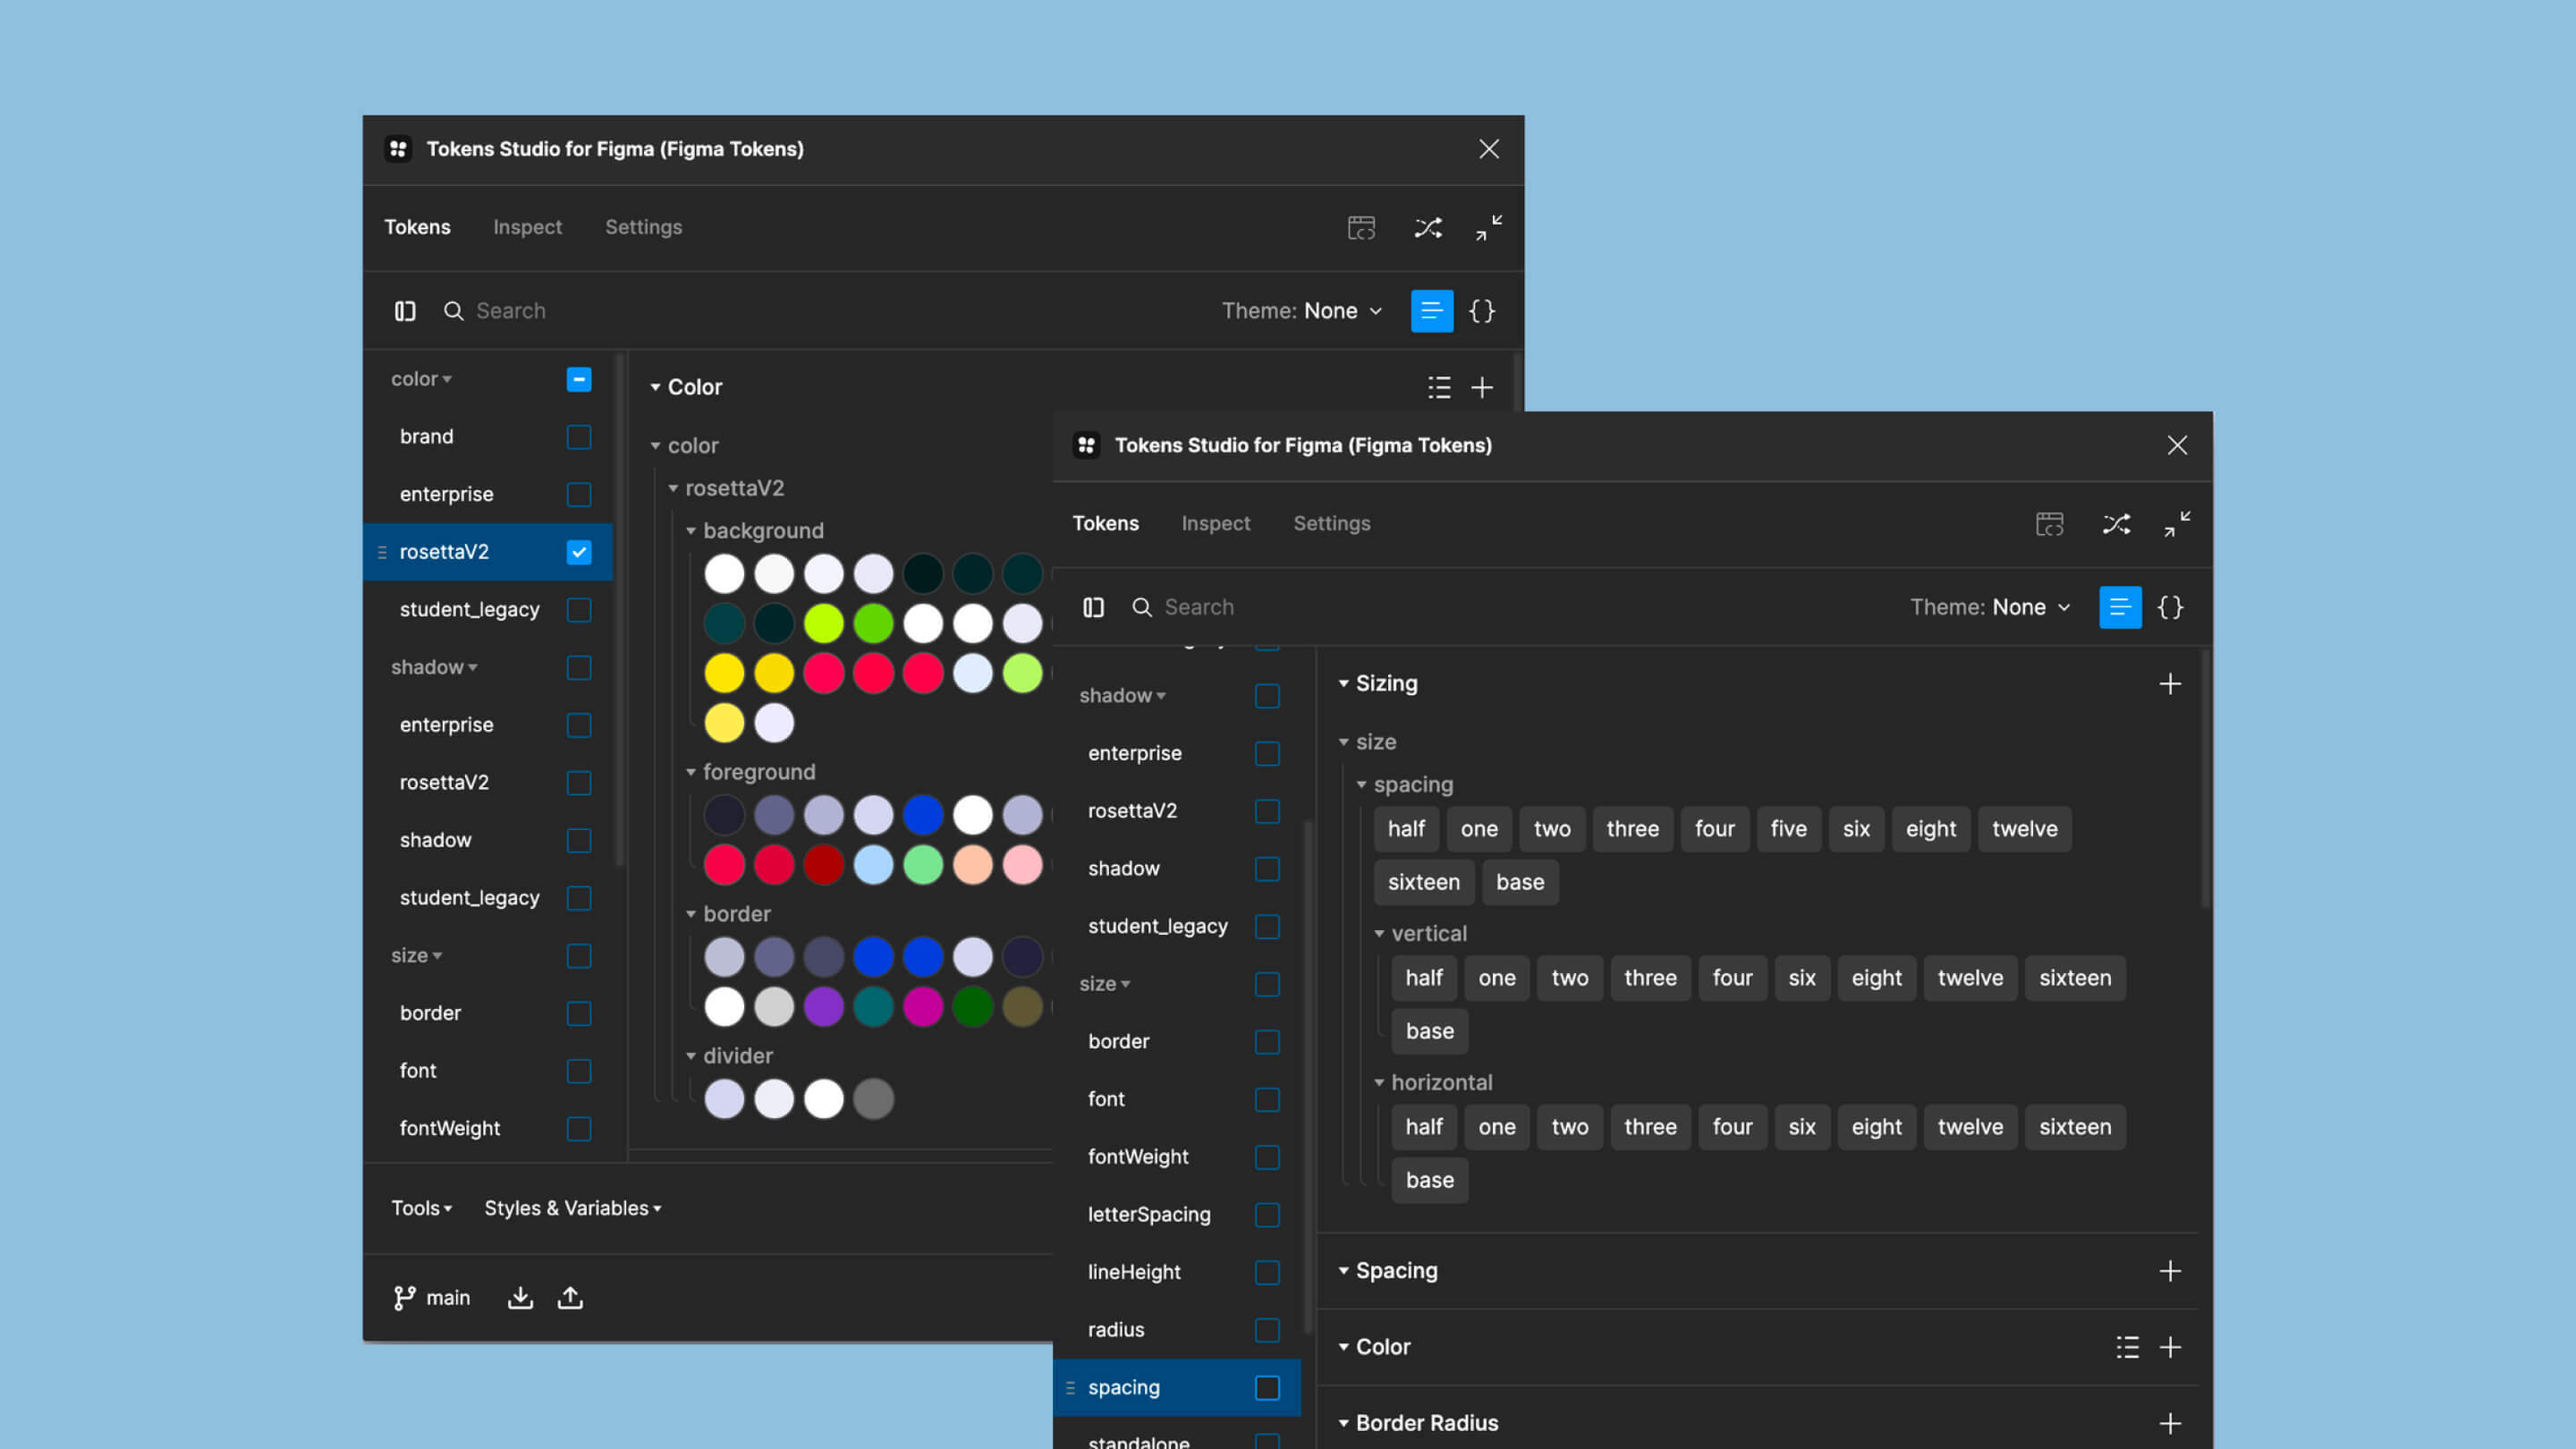 Tokens Studio for Figma (Figma Tokens)
Tokens Inspect Settings
Search
Theme: None
{}
color
brand
enterprise
rosettaV2
student_legacy
shadow
enterprise
rosettaV2
shadow
student_legacy
size
border
font
fontWeight
Color
color
rosettaV2
background
foreground
border
divider
Tools
Styles & Variables
main
Tokens Studio for Figma (Figma Tokens)
Tokens Inspect Settings
Search
Theme: None
{}
shadow
enterprise
rosettaV2
shadow
student_legacy
size
border
font
fontWeight
letterSpacing
lineHeight
radius
spacing
standalone
Sizing
size
spacing
half one two three four five six eight twelve
sixteen base
vertical
half one two three four six eight twelve sixteen
base
horizontal
half one two three four six eight twelve sixteen
base
Spacing
Color
Border Radius